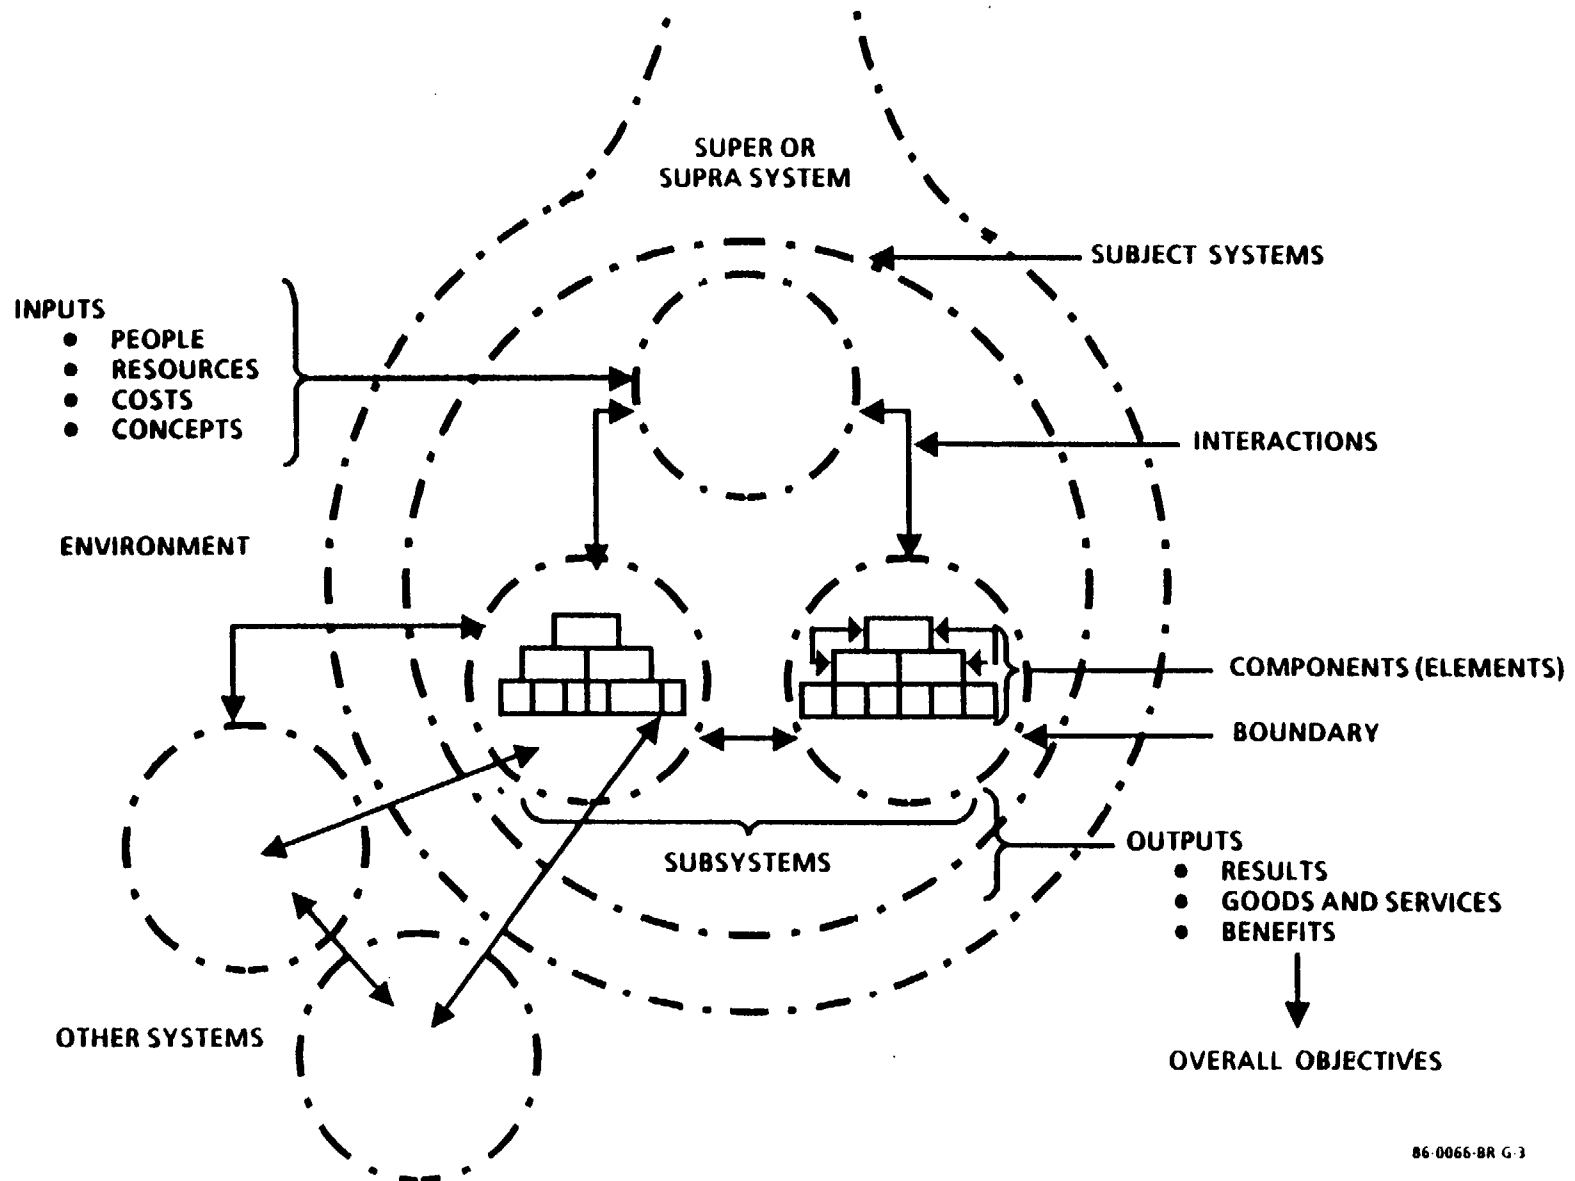 SUPER OR
SUPRA SYSTEM
SUBJECT SYSTEMS
INPUTS
● PEOPLE
● RESOURCES
● COSTS
● CONCEPTS
INTERACTIONS
ENVIRONMENT
COMPONENTS (ELEMENTS)
BOUNDARY
SUBSYSTEMS
OUTPUTS
● RESULTS
● GOODS AND SERVICES
● BENEFITS
OTHER SYSTEMS
OVERALL OBJECTIVES
86-0066-BR G-3